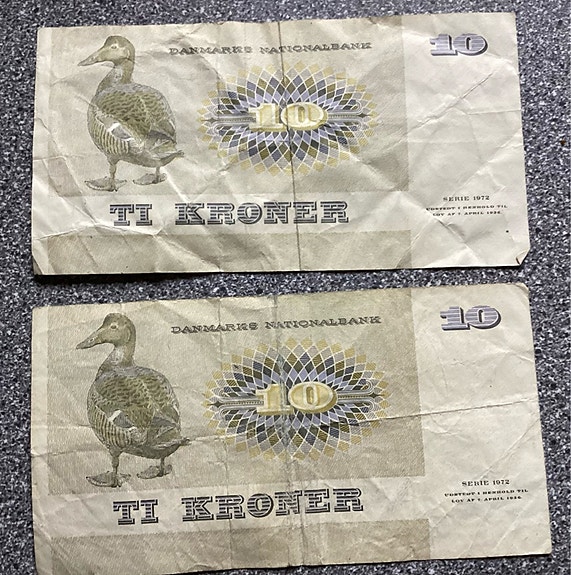 DANMARKS NATIONALBANK
10
10
TI KRONER
SERIE 1972
UDSTEDT I HENHOLD TIL
LOV AF 7. APRIL 1936.
DANMARKS NATIONALBANK
10
10
TI KRONER
SERIE 1972
UDSTEDT I HENHOLD TIL
LOV AF 7. APRIL 1936.